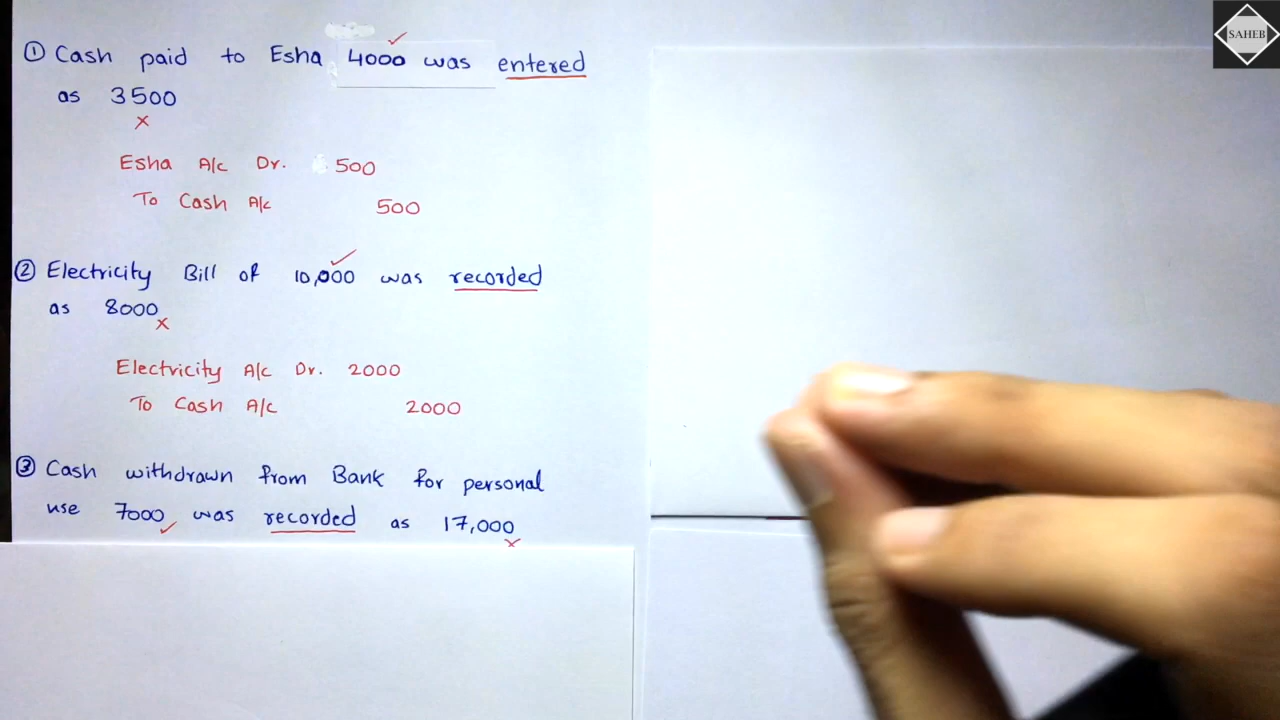 ① Cash paid to Esha 4000 was entered
as 3500
Esha A/c Dr. 500
To Cash A/c 500
② Electricity Bill of 10,000 was recorded
as 8000
Electricity A/c Dr. 2000
To Cash A/c 2000
③ Cash withdrawn from Bank for personal
use 7000 was recorded as 17,000
SAHEB